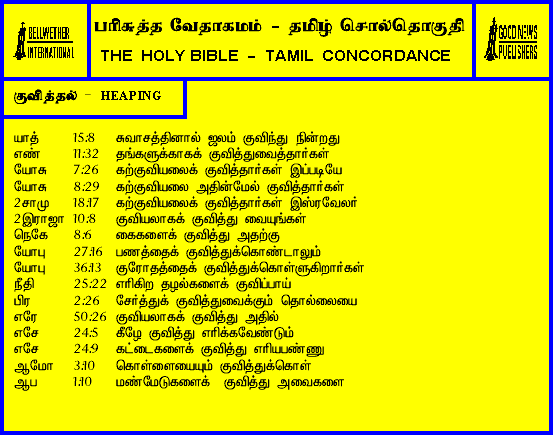 BELLWETHER
INTERNATIONAL
பரிசுத்த வேதாகமம் - தமிழ் சொல்தொகுதி
THE HOLY BIBLE - TAMIL CONCORDANCE
GOOD NEWS
PUBLISHERS
குவித்தல் - HEAPING
யாத் 15:8 சுவாசத்தினால் ஜலம் குவிந்து நின்றது
எண் 11:32 தங்களுக்காகக் குவித்துவைத்தார்கள்
யோசு 7:26 கற்குவியலைக் குவித்தார்கள் இப்படியே
யோசு 8:29 கற்குவியலை அதின்மேல் குவித்தார்கள்
2சாமு 18:17 கற்குவியலைக் குவித்தார்கள் இஸ்ரவேலர்
2இராஜா 10:8 குவியலாகக் குவித்து வையுங்கள்
நெகே 8:6 கைகளைக் குவித்து அதற்கு
யோபு 27:16 பணத்தைக் குவித்துக்கொண்டாலும்
யோபு 36:13 குரோதத்தைக் குவித்துக்கொள்ளுகிறார்கள்
நீதி 25:22 எரிகிற தழல்களைக் குவிப்பாய்
பிர 2:26 சேர்த்துக் குவித்துவைக்கும் தொல்லையை
எரே 50:26 குவியலாகக் குவித்து அதில்
எசே 24:5 கீழே குவித்து எரிக்கவேண்டும்
எசே 24:9 கட்டைகளைக் குவித்து எரியபண்ணு
ஆமோ 3:10 கொள்ளையையும் குவித்துக்கொள்
ஆப 1:10 மண்மேடுகளைக் குவித்து அவைகளை